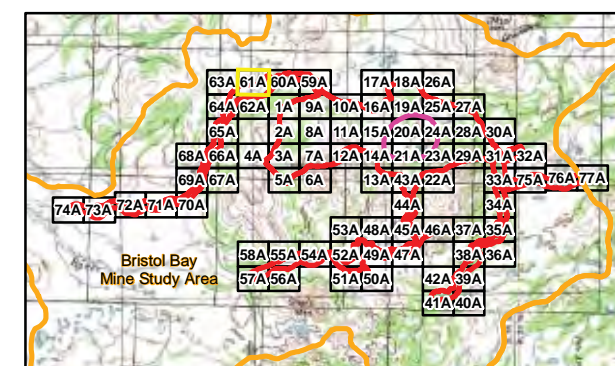 63A 61A 60A 59A 17A 18A 26A
64A 62A 1A 9A 10A 16A 19A 25A 27A
65A 2A 8A 11A 15A 20A 24A 28A 30A
68A 66A 4A 3A 7A 12A 14A 21A 23A 29A 31A 32A
69A 67A 5A 6A 13A 43A 22A 33A 75A 76A 77A
74A 73A 72A 71A 70A 44A 34A
53A 48A 45A 46A 37A 35A
Bristol Bay
Mine Study Area
58A 55A 54A 52A 49A 47A 38A 36A
57A 56A 51A 50A 42A 39A
41A 40A